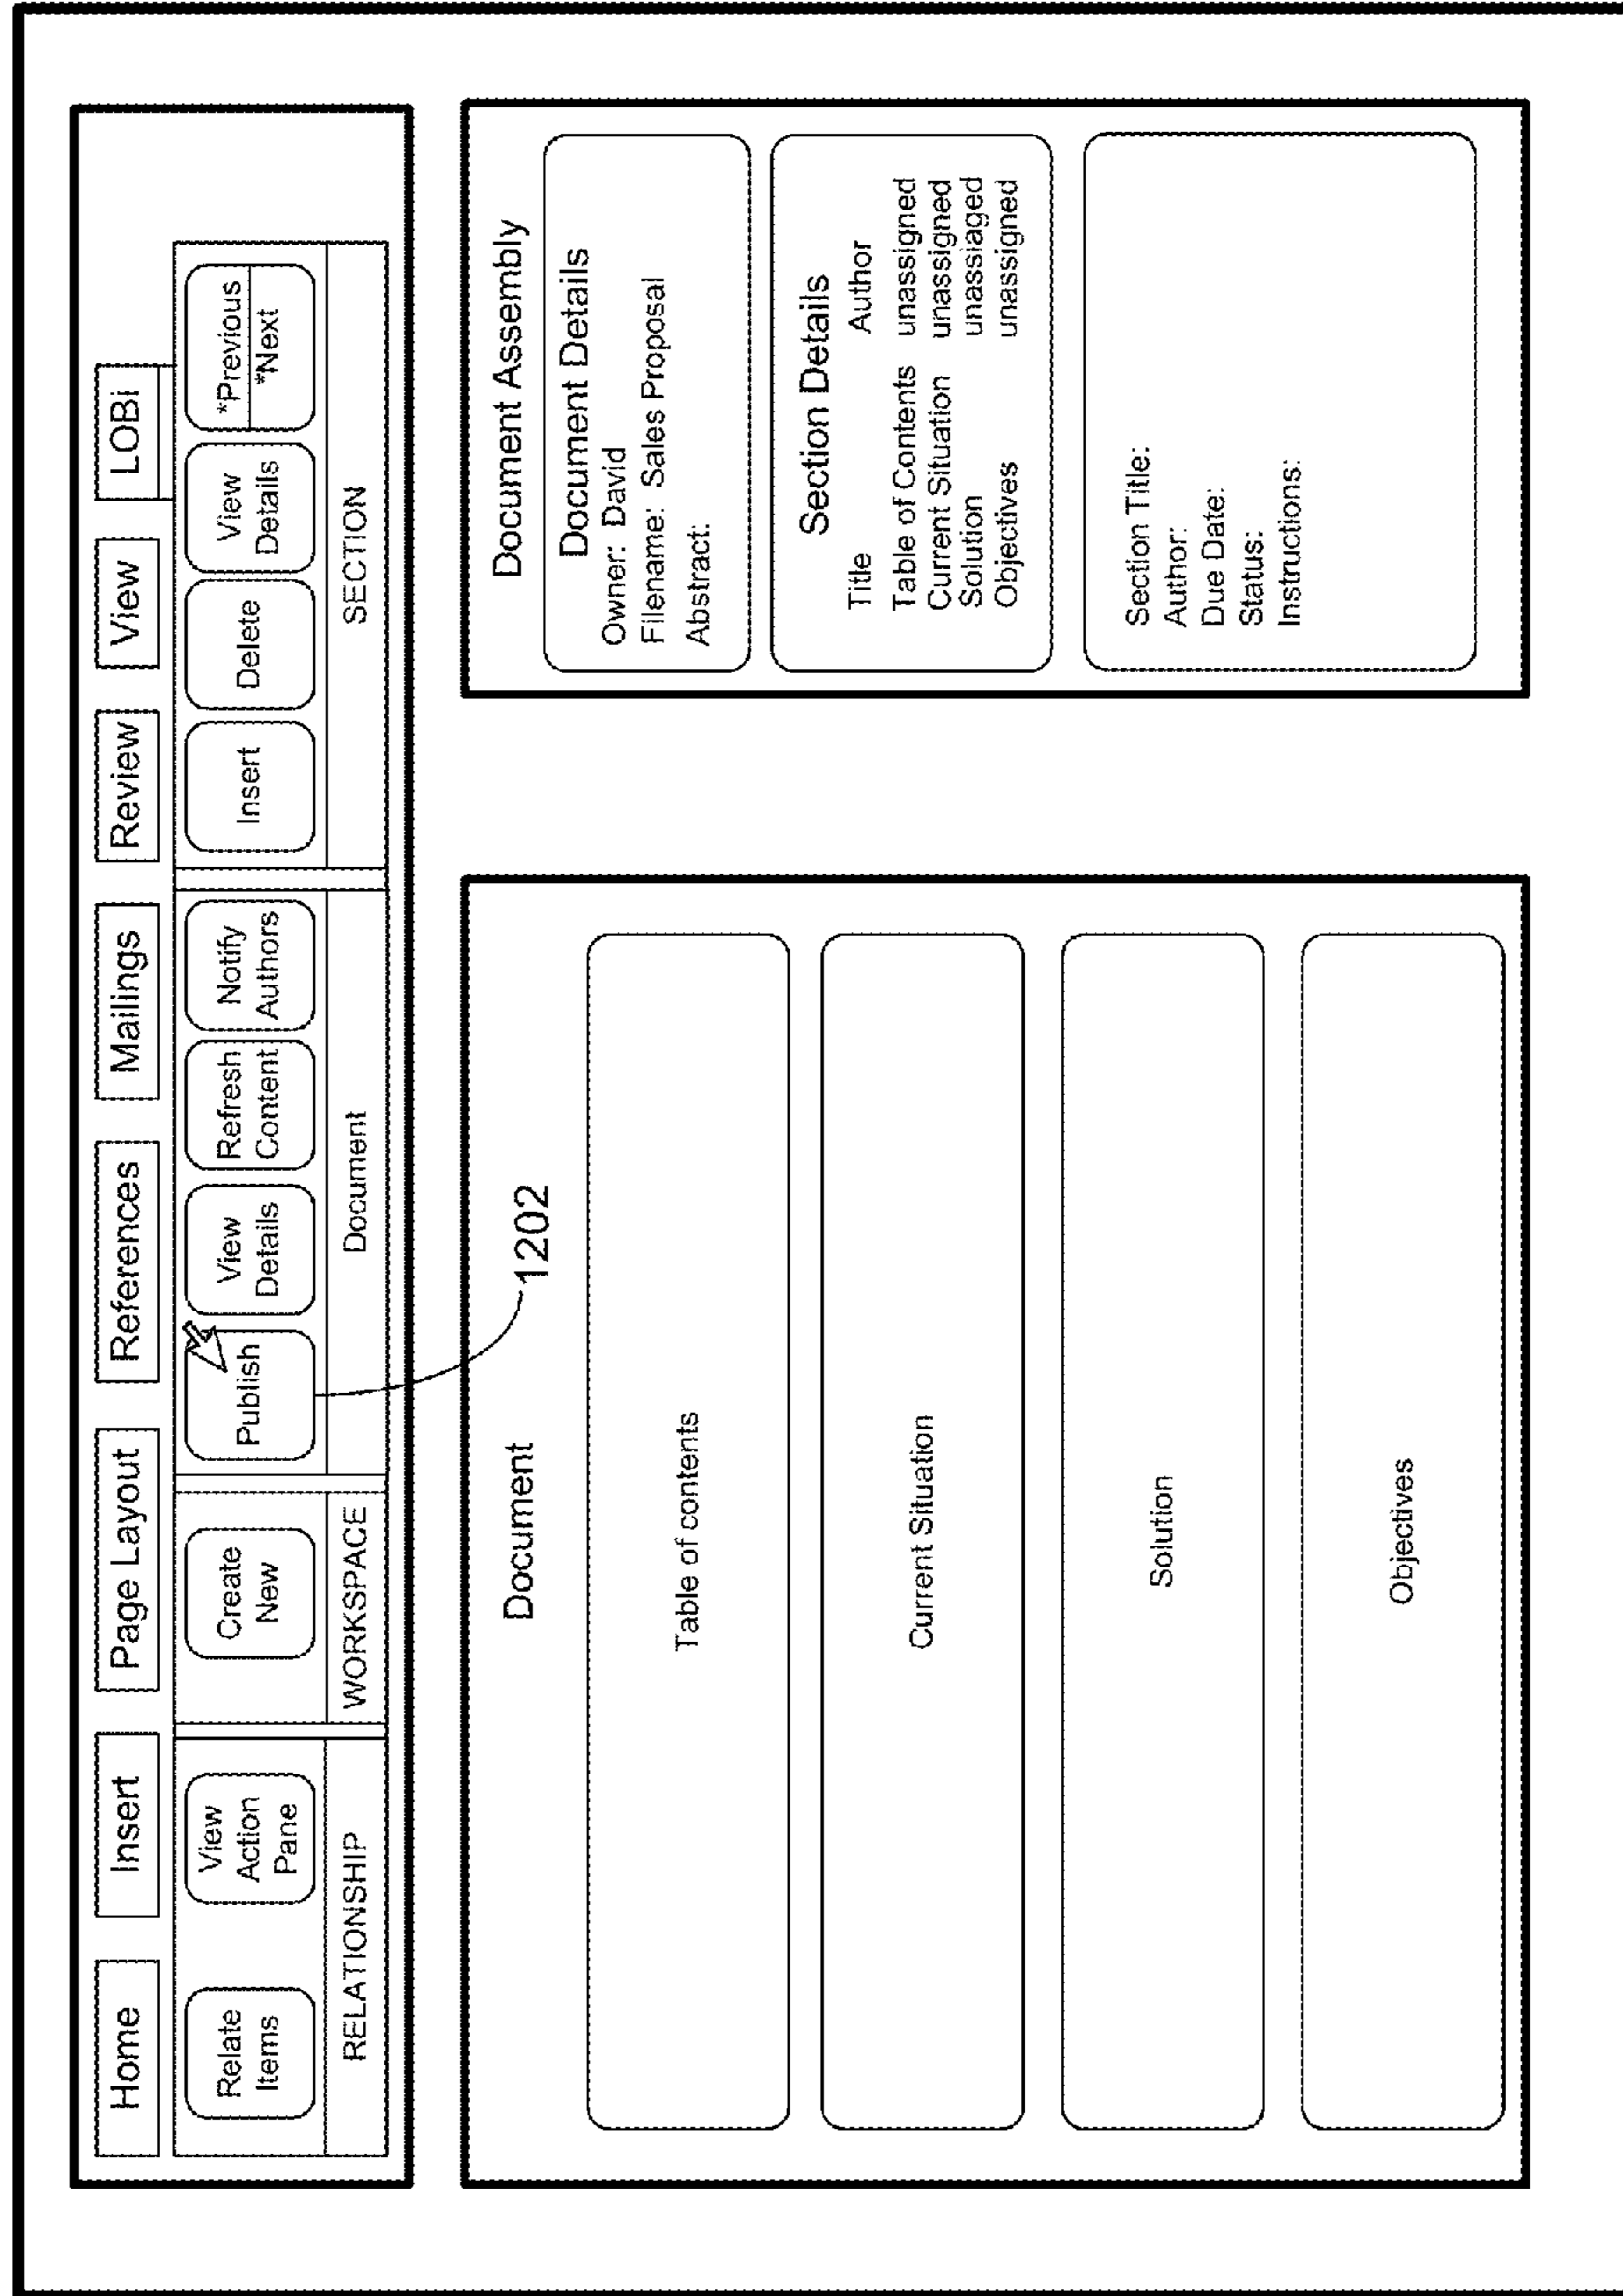 Home Insert Page Layout References Mailings Review View LOBi
Relate
Items
View
Action
Pane
RELATIONSHIP
Create
New
WORKSPACE
Publish
View
Details
Refresh
Content
Notify
Authors
Document
Insert
Delete
View
Details
*Previous
*Next
SECTION
1202
Document
Table of contents
Current Situation
Solution
Objectives
Document Assembly
Document Details
Owner: David
Filename: Sales Proposal
Abstract:
Section Details
Title Author
Table of Contents unassigned
Current Situation unassigned
Solution unassiaged
Objectives unassigned
Section Title:
Author:
Due Date:
Status:
Instructions: